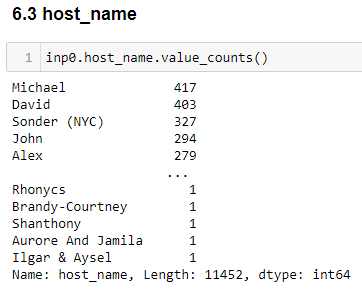 6.3 host_name
1 inp0.host_name.value_counts()
Michael 417
David 403
Sonder (NYC) 327
John 294
Alex 279
...
Rhonycs 1
Brandy-Courtney 1
Shanthony 1
Aurore And Jamila 1
Ilgar & Aysel 1
Name: host_name, Length: 11452, dtype: int64